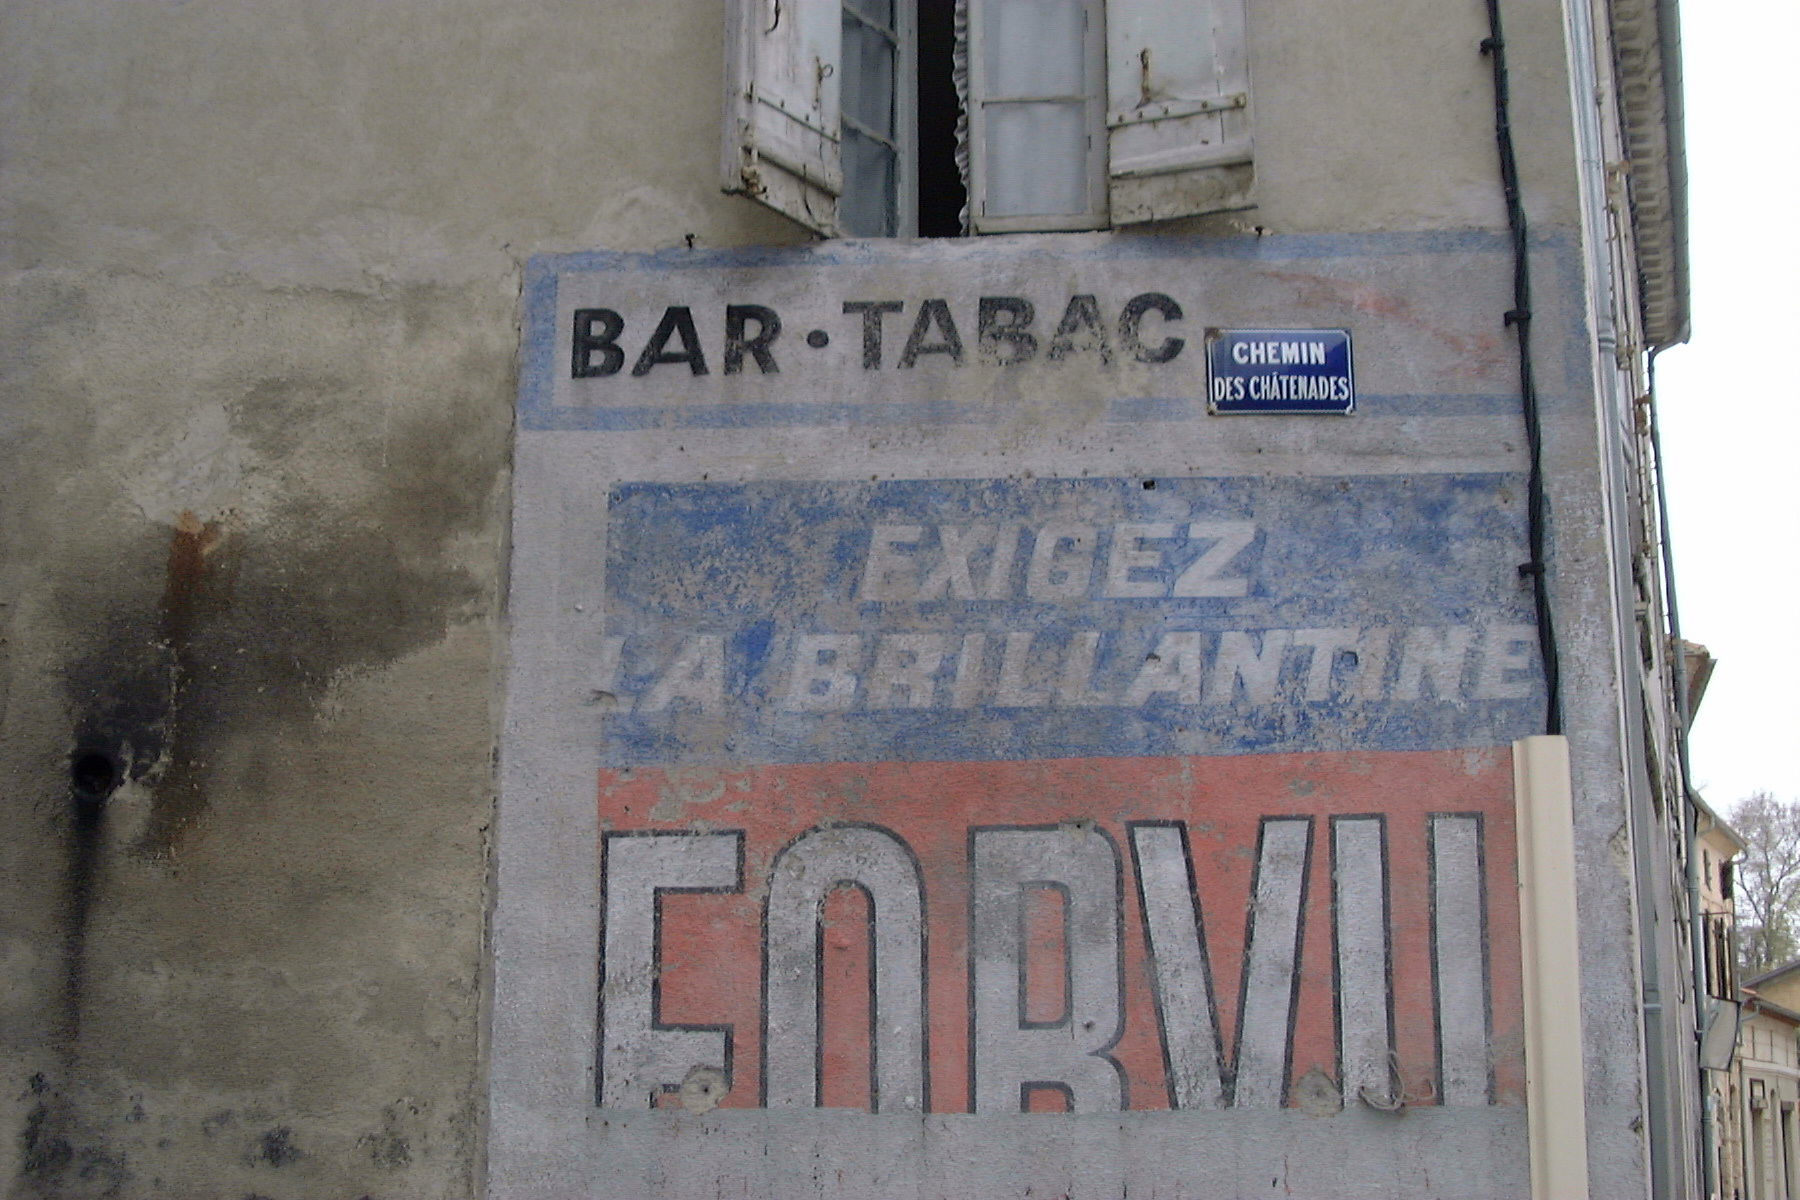 BAR • TABAC
CHEMIN
DES CHÂTENADES
EXIGEZ
LA BRILLANTINE
FORVIL